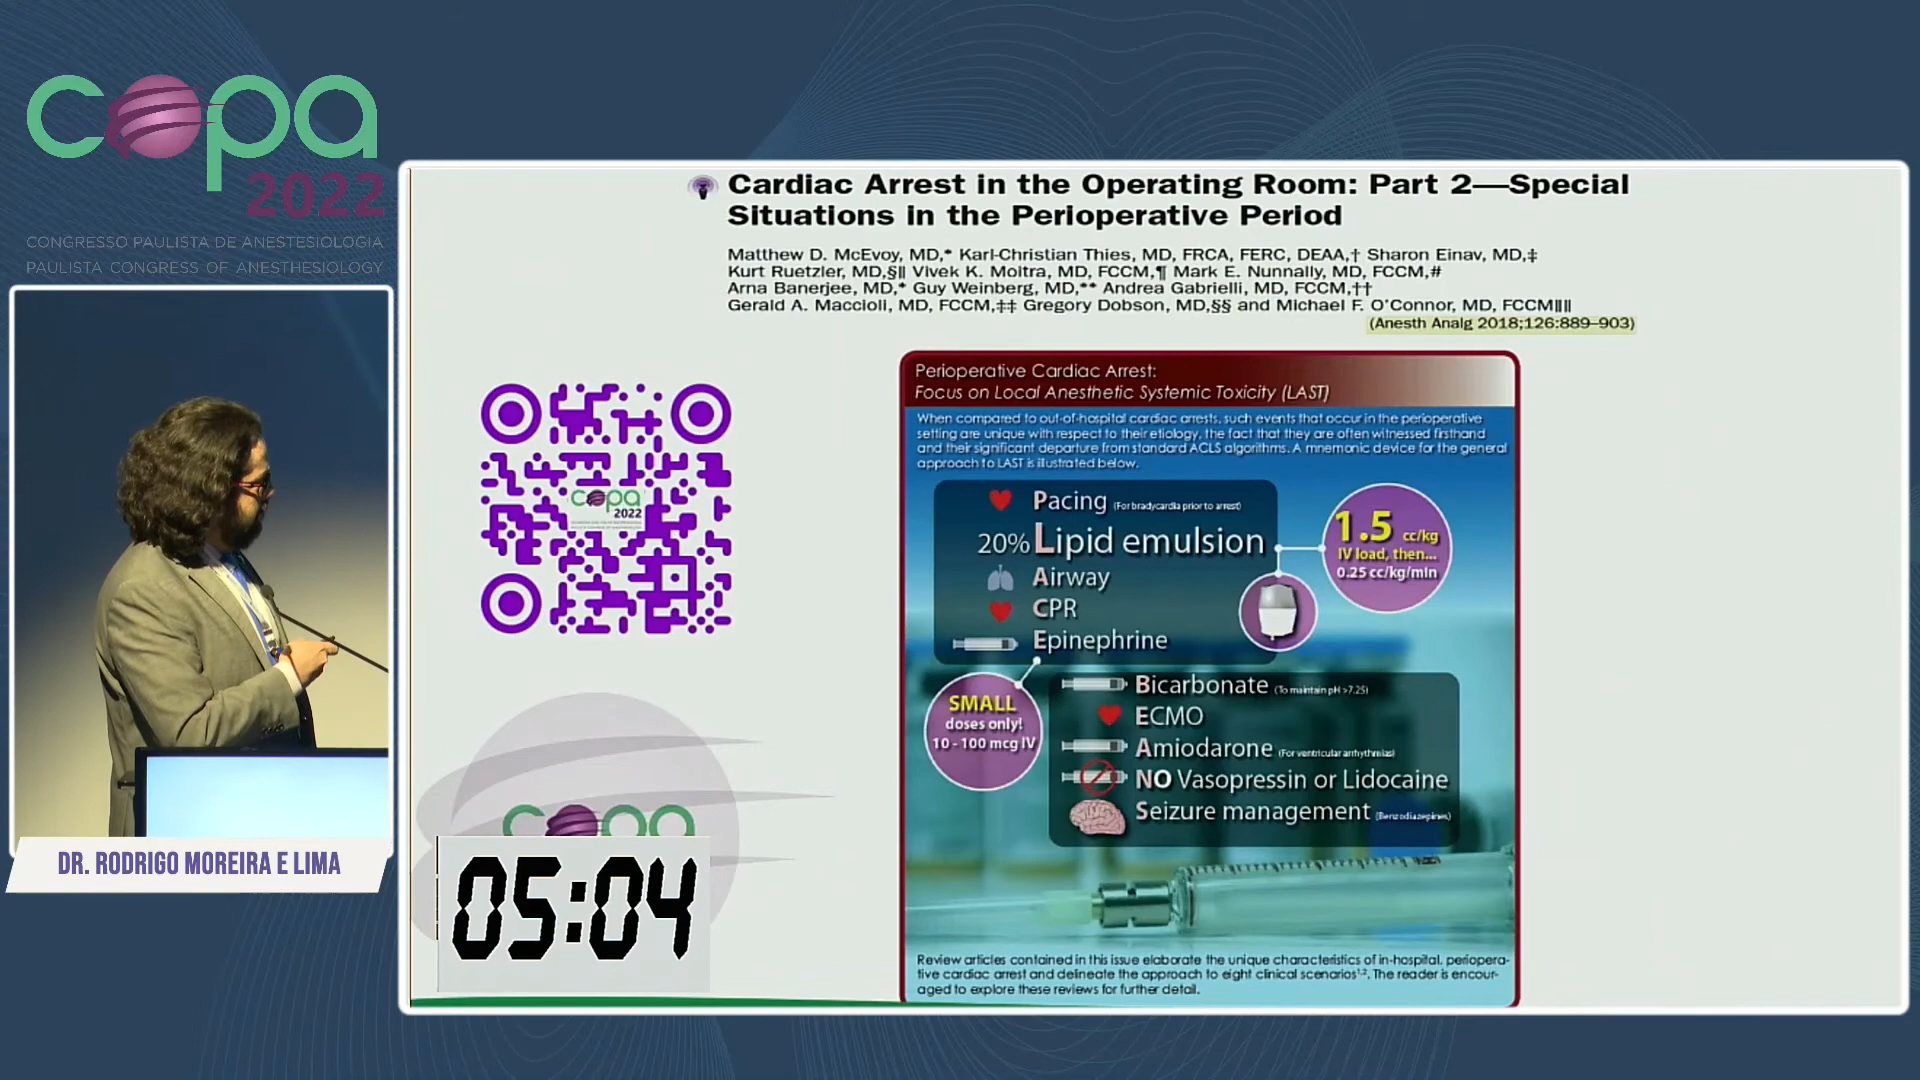 copa
2022
CONGRESSO PAULISTA DE ANESTESIOLOGIA
PAULISTA CONGRESS OF ANESTHESIOLOGY
DR. RODRIGO MOREIRA E LIMA
Cardiac Arrest in the Operating Room: Part 2—Special
Situations in the Perioperative Period
Matthew D. McEvoy, MD,* Karl-Christian Thies, MD, FRCA, FERC, DEAA,† Sharon Einav, MD,‡
Kurt Ruetzler, MD,§‖ Vivek K. Moitra, MD, FCCM,¶ Mark E. Nunnally, MD, FCCM,#
Arna Banerjee, MD,* Guy Weinberg, MD,** Andrea Gabrielli, MD, FCCM,††
Gerald A. Maccioli, MD, FCCM,‡‡ Gregory Dobson, MD,§§ and Michael F. O'Connor, MD, FCCM‖‖
(Anesth Analg 2018;126:889–903)
copa
2022
Perioperative Cardiac Arrest:
Focus on Local Anesthetic Systemic Toxicity (LAST)
When compared to out-of-hospital cardiac arrests, such events that occur in the perioperative
setting are unique with respect to their etiology, the fact that they are often witnessed firsthand
and their significant departure from standard ACLS algorithms. A mnemonic device for the general
approach to LAST is illustrated below.
Pacing (For bradycardia prior to arrest)
20% Lipid emulsion
Airway
CPR
Epinephrine
1.5 cc/kg
IV load, then...
0.25 cc/kg/min
SMALL
doses only!
10 - 100 mcg IV
Bicarbonate (To maintain pH >7.25)
ECMO
Amiodarone (For ventricular arrhythmias)
NO Vasopressin or Lidocaine
Seizure management (Benzodiazepines)
Review articles contained in this issue elaborate the unique characteristics of in-hospital, periopera-
tive cardiac arrest and delineate the approach to eight clinical scenarios1,2. The reader is encour-
aged to explore these reviews for further detail.
copa
05:04